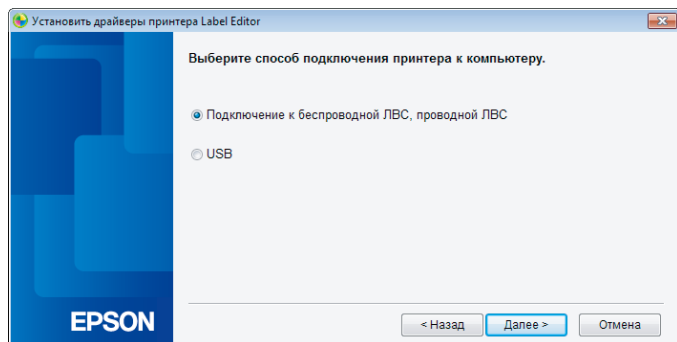 Установить драйверы принтера Label Editor
Выберите способ подключения принтера к компьютеру.
Подключение к беспроводной ЛВС, проводной ЛВС
USB
EPSON
< Назад
Далее >
Отмена